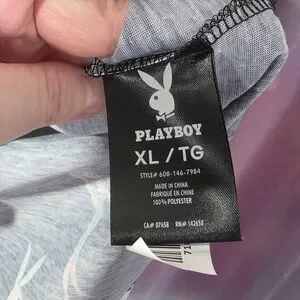 PLAYBOY
XL / TG
STYLE# 608-146-7984
MADE IN CHINA
FABRIQUÉ EN CHINE
100% POLYESTER
CA# 07658 RN# 142658